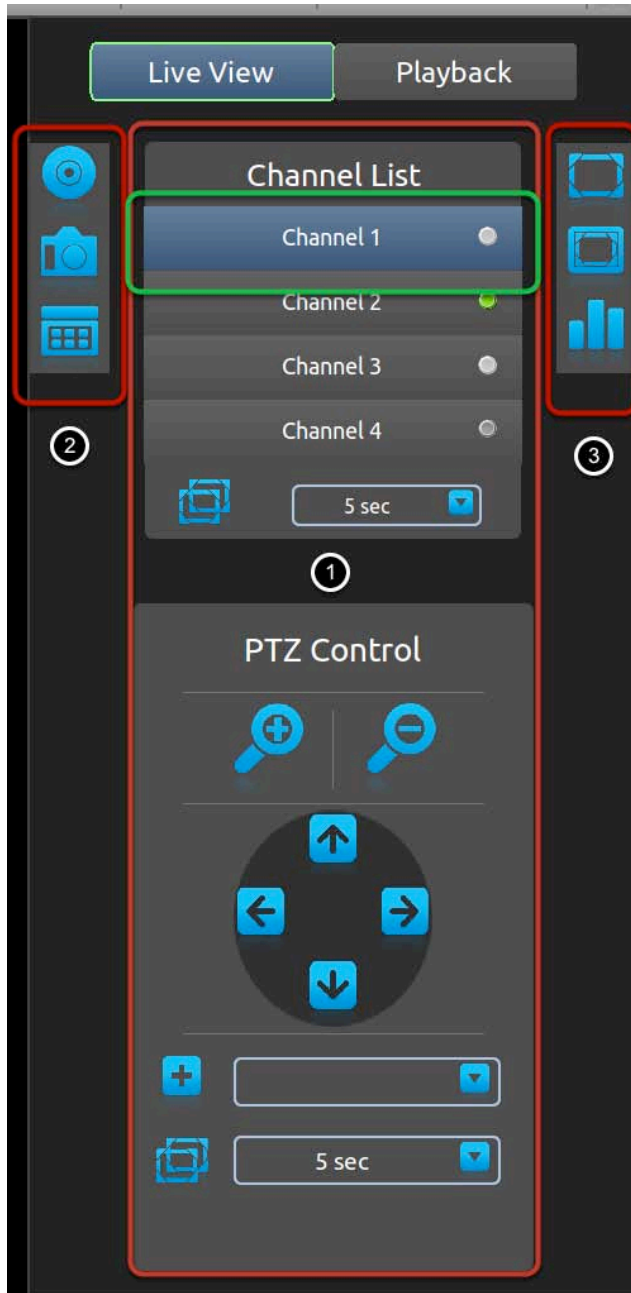 Live View
Playback
Channel List
Channel 1
Channel 2
Channel 3
Channel 4
2
3
5 sec
1
PTZ Control
5 sec